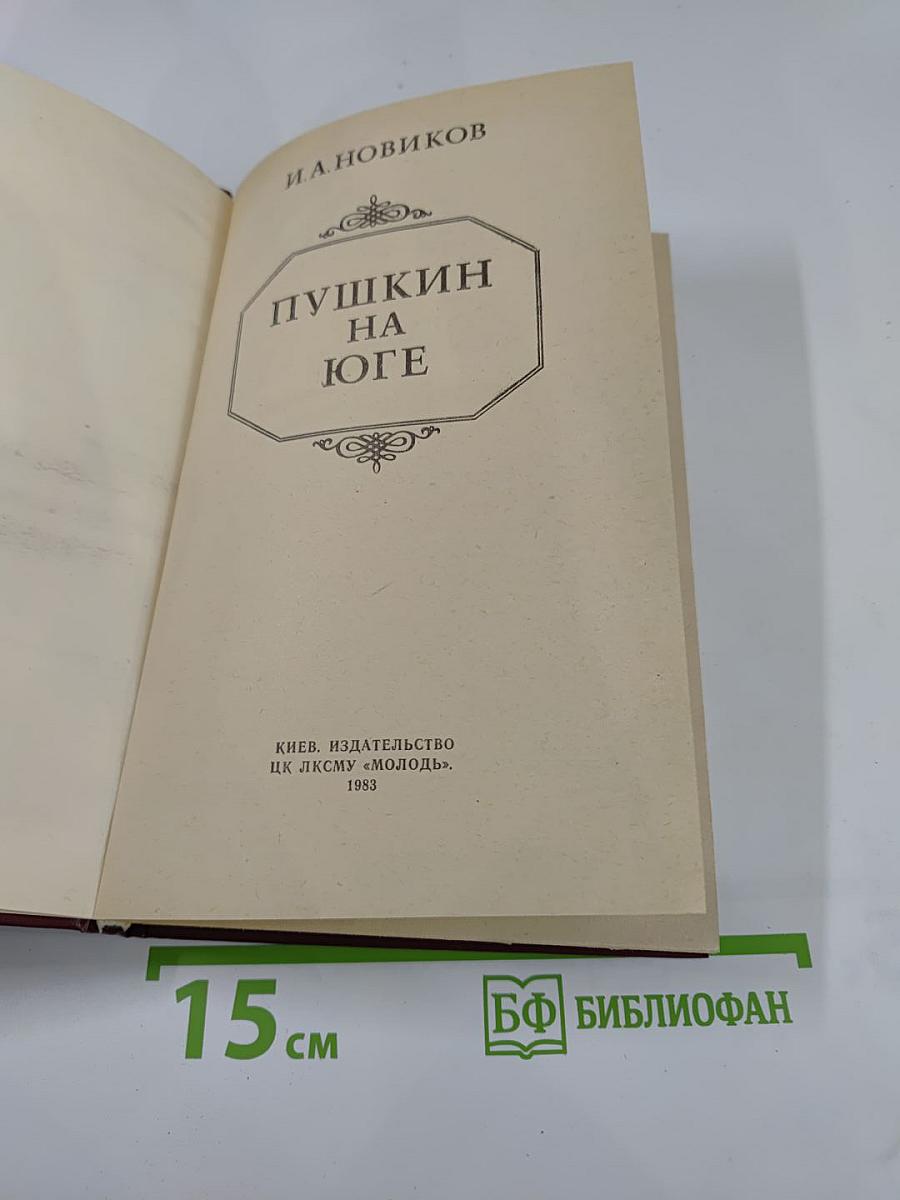 И.А.НОВИКОВ
ПУШКИН
НА
ЮГЕ
КИЕВ. ИЗДАТЕЛЬСТВО
ЦК ЛКСМУ «МОЛОДЬ».
1983
15 см
БФ БИБЛИОФАН